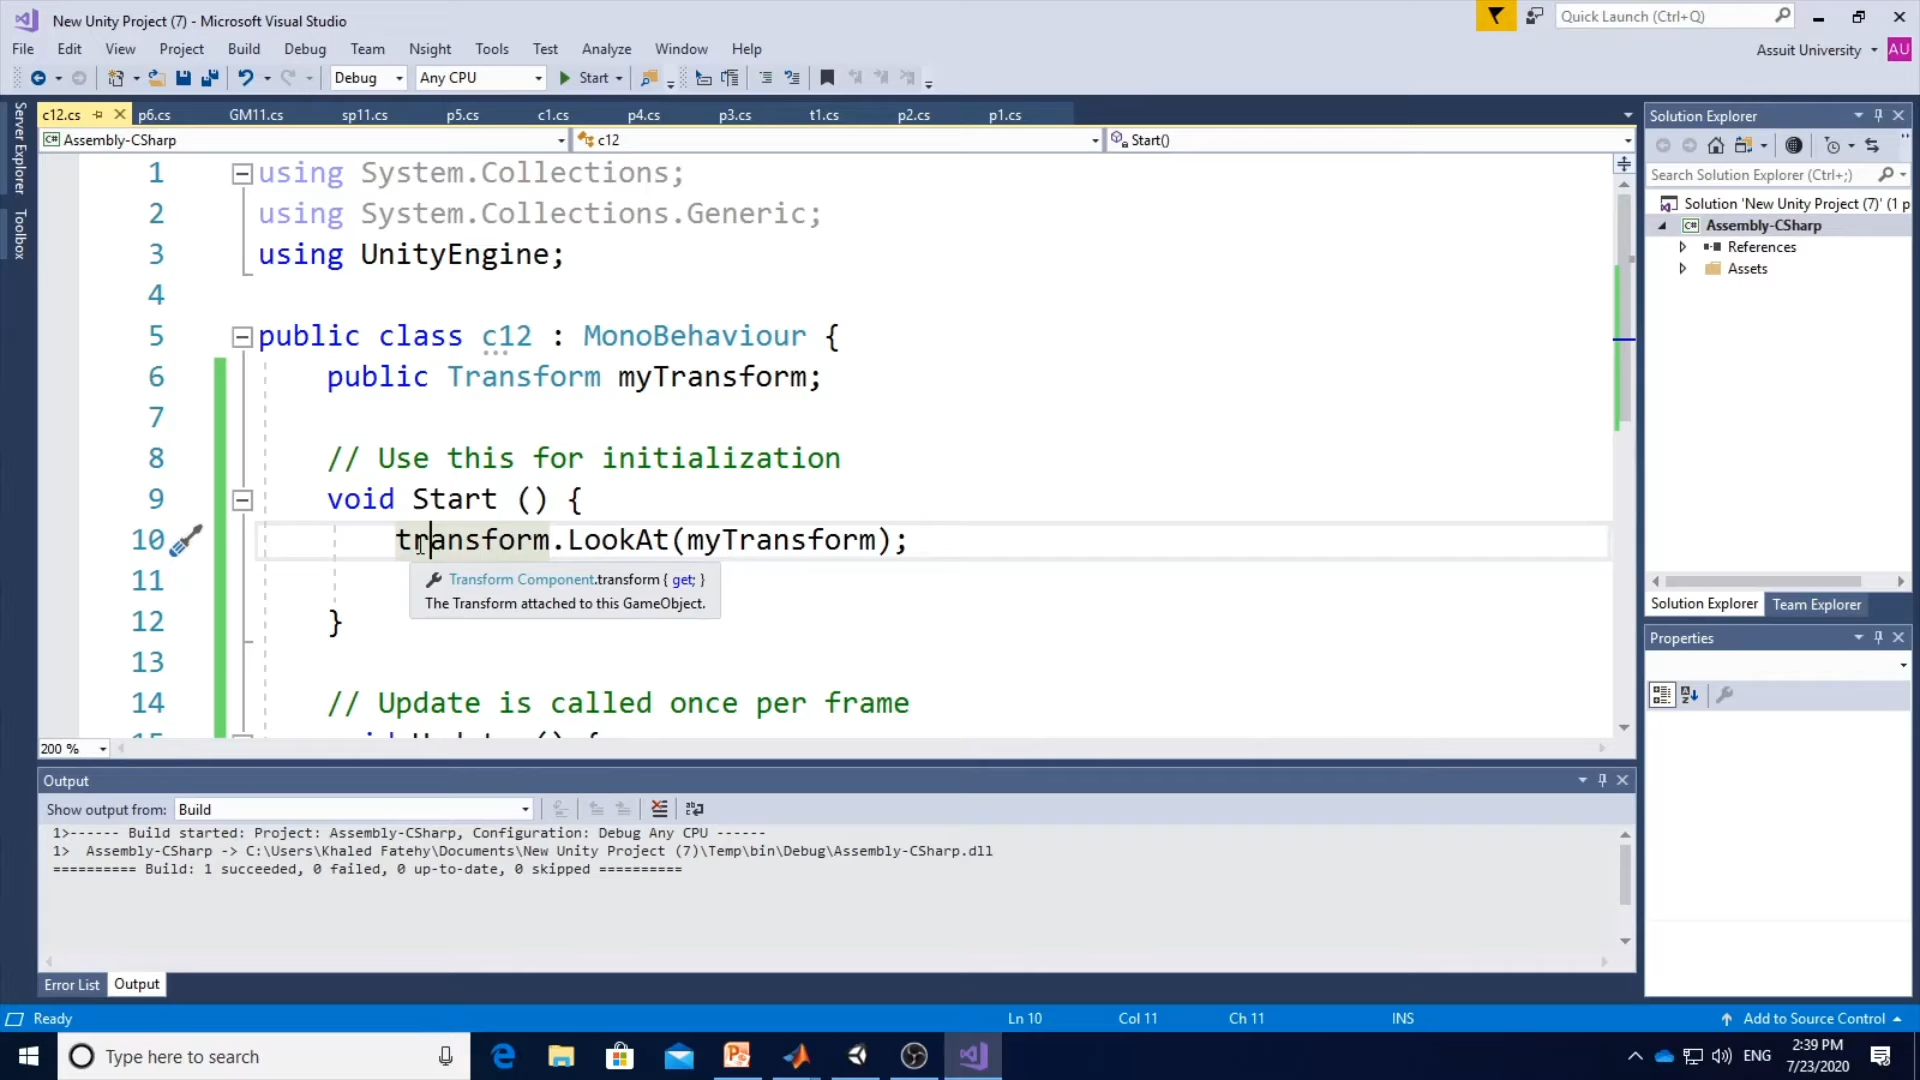 New Unity Project (7) - Microsoft Visual Studio
Quick Launch (Ctrl+Q)
File Edit View Project Build Debug Team Nsight Tools Test Analyze Window Help
Assuit University AU
Debug Any CPU Start
Server Explorer
Toolbox
c12.cs p6.cs GM11.cs sp11.cs p5.cs c1.cs p4.cs p3.cs t1.cs p2.cs p1.cs
C# Assembly-CSharp c12 Start()
1 using System.Collections;
2 using System.Collections.Generic;
3 using UnityEngine;
4
5 public class c12 : MonoBehaviour {
6 public Transform myTransform;
7
8 // Use this for initialization
9 void Start () {
10 transform.LookAt(myTransform);
Transform Component.transform { get; }
The Transform attached to this GameObject.
11
12 }
13
14 // Update is called once per frame
200 %
Solution Explorer
Search Solution Explorer (Ctrl+;)
Solution 'New Unity Project (7)' (1 p
C# Assembly-CSharp
References
Assets
Solution Explorer Team Explorer
Properties
Output
Show output from: Build
1>------ Build started: Project: Assembly-CSharp, Configuration: Debug Any CPU ------
1> Assembly-CSharp -> C:\Users\Khaled Fatehy\Documents\New Unity Project (7)\Temp\bin\Debug\Assembly-CSharp.dll
========== Build: 1 succeeded, 0 failed, 0 up-to-date, 0 skipped ==========
Error List Output
Ready Ln 10 Col 11 Ch 11 INS Add to Source Control
Type here to search
ENG
2:39 PM
7/23/2020